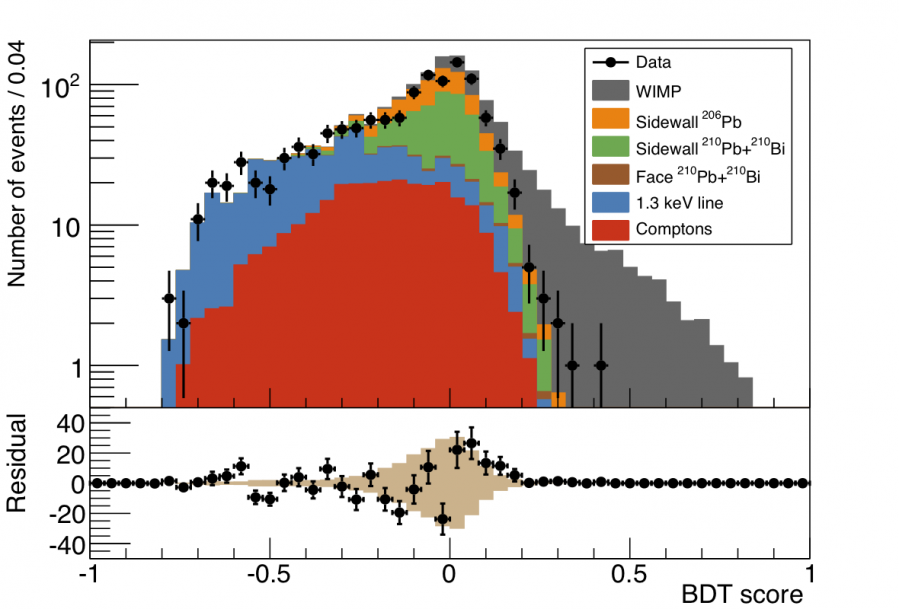 Number of events / 0.04
10²
10
1
Data
WIMP
Sidewall ²⁰⁶Pb
Sidewall ²¹⁰Pb+²¹⁰Bi
Face ²¹⁰Pb+²¹⁰Bi
1.3 keV line
Comptons
Residual
40
20
0
-20
-40
-1 -0.5 0 0.5 1
BDT score